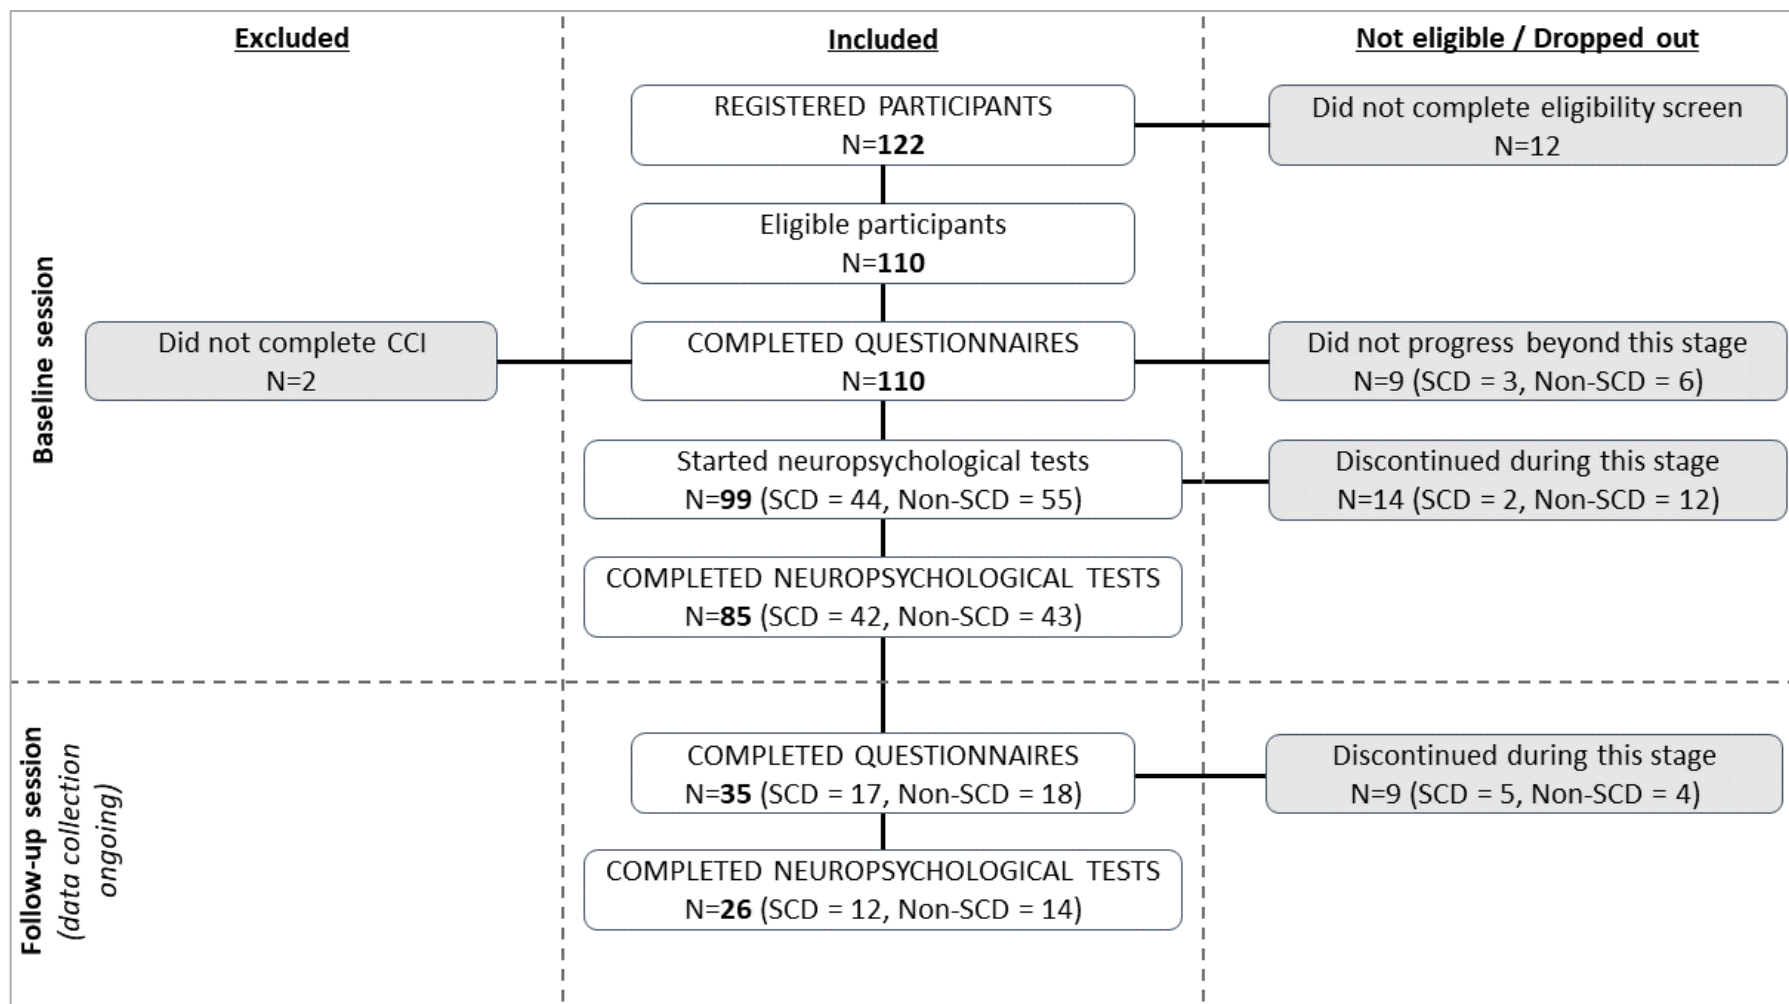 Excluded
Included
Not eligible / Dropped out
Baseline session
REGISTERED PARTICIPANTS
N=122
Did not complete eligibility screen
N=12
Eligible participants
N=110
Did not complete CCI
N=2
COMPLETED QUESTIONNAIRES
N=110
Did not progress beyond this stage
N=9 (SCD = 3, Non-SCD = 6)
Started neuropsychological tests
N=99 (SCD = 44, Non-SCD = 55)
Discontinued during this stage
N=14 (SCD = 2, Non-SCD = 12)
COMPLETED NEUROPSYCHOLOGICAL TESTS
N=85 (SCD = 42, Non-SCD = 43)
Follow-up session
(data collection
ongoing)
COMPLETED QUESTIONNAIRES
N=35 (SCD = 17, Non-SCD = 18)
Discontinued during this stage
N=9 (SCD = 5, Non-SCD = 4)
COMPLETED NEUROPSYCHOLOGICAL TESTS
N=26 (SCD = 12, Non-SCD = 14)